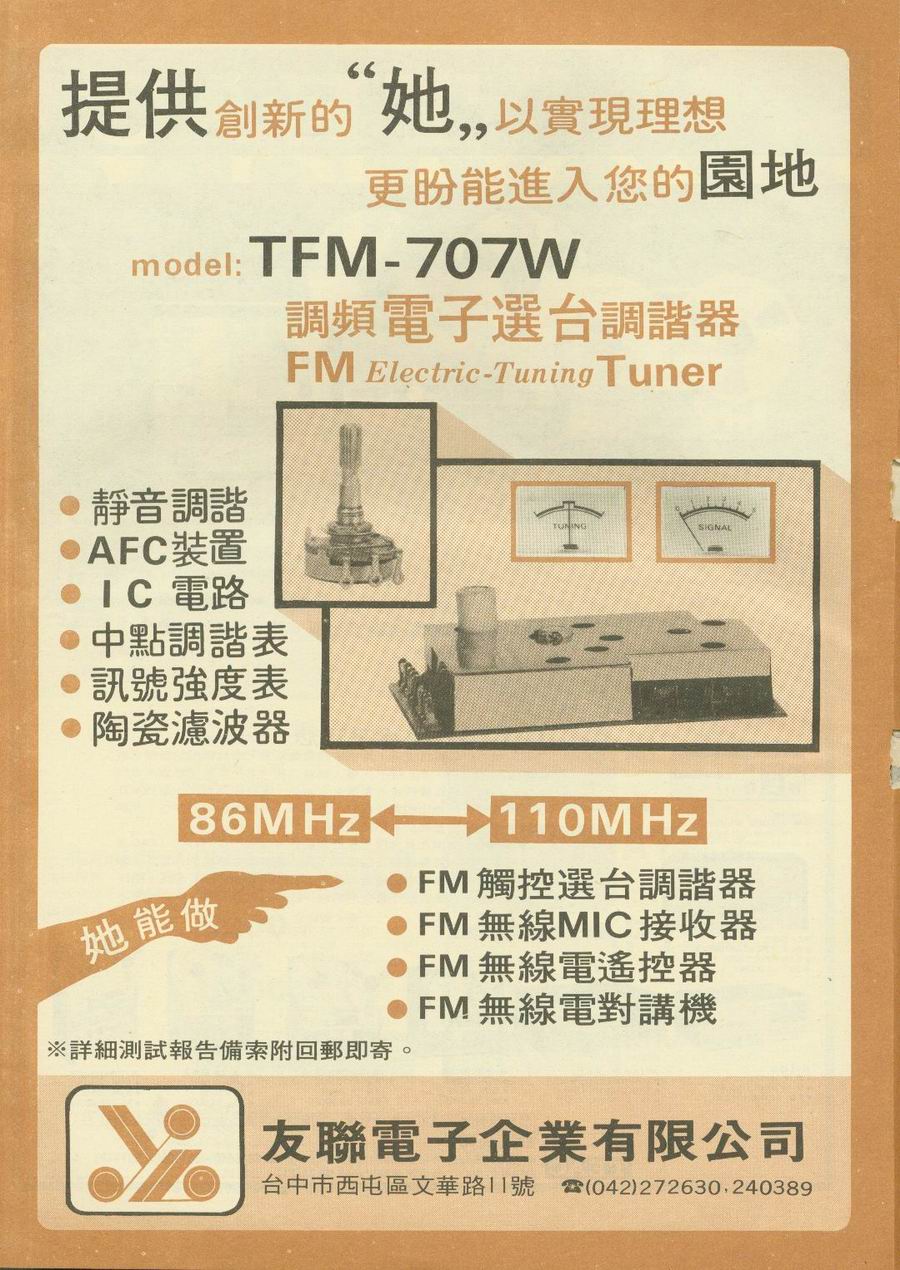 提供創新的“她„以實現理想
更盼能進入您的園地
model: TFM-707W
調頻電子選台調諧器
FM Electric-Tuning Tuner
TUNING
0 1 2 3 4 5
SIGNAL
● 靜音調諧
● AFC裝置
● IC 電路
● 中點調諧表
● 訊號強度表
● 陶瓷濾波器
86MHz ↔ 110MHz
她能做
● FM 觸控選台調諧器
● FM 無線MIC接收器
● FM 無線電遙控器
● FM 無線電對講機
※詳細測試報告備索附回郵即寄。
友聯電子企業有限公司
台中市西屯區文華路11號 ☎(042)272630,240389